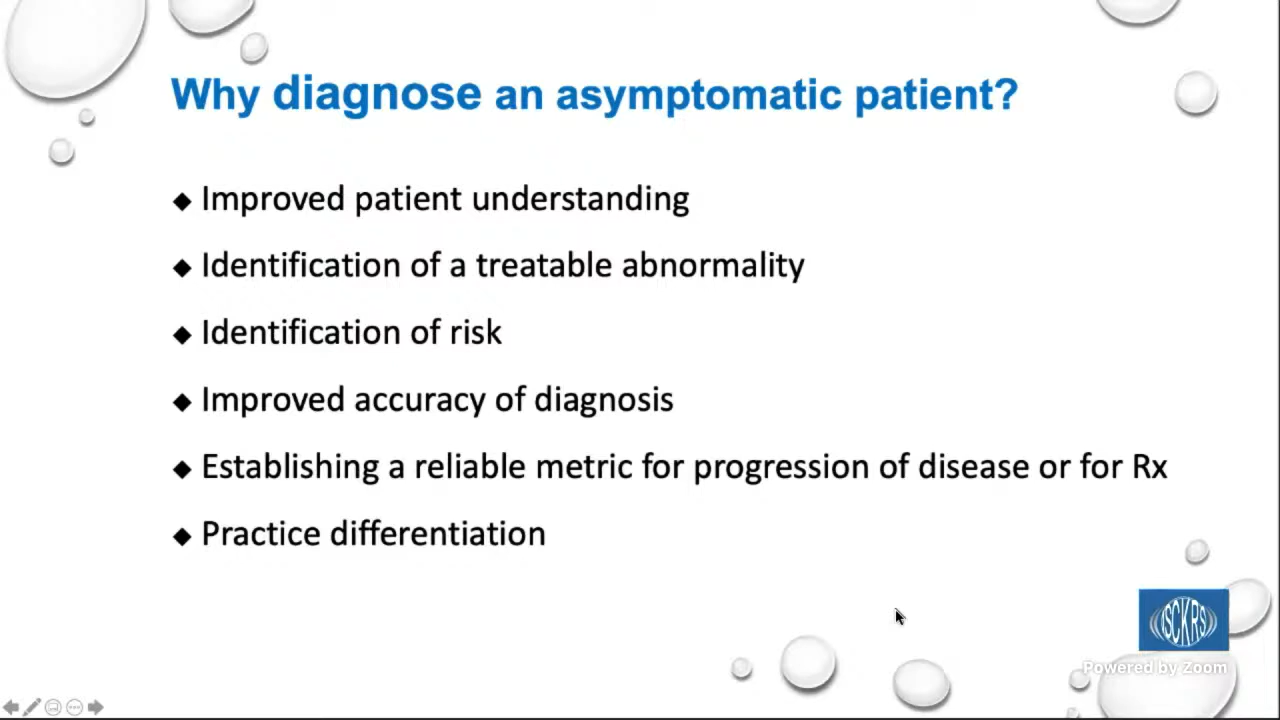 Why diagnose an asymptomatic patient?
◆ Improved patient understanding
◆ Identification of a treatable abnormality
◆ Identification of risk
◆ Improved accuracy of diagnosis
◆ Establishing a reliable metric for progression of disease or for Rx
◆ Practice differentiation
ISCKRS
Powered by Zoom